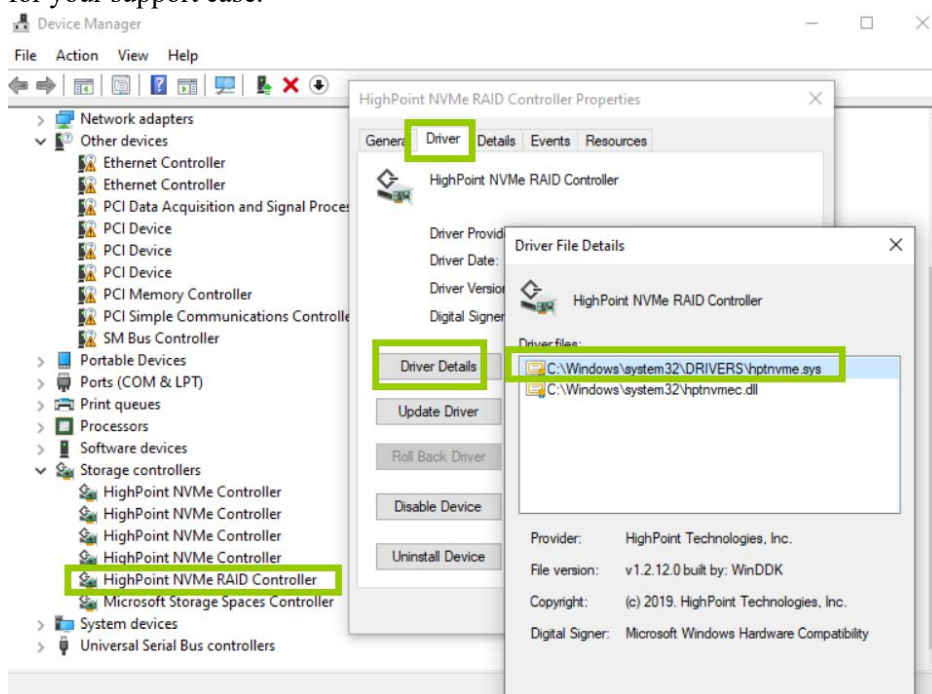 for your support case.
Device Manager
File Action View Help
Network adapters
Other devices
Ethernet Controller
Ethernet Controller
PCI Data Acquisition and Signal Proces
PCI Device
PCI Device
PCI Device
PCI Memory Controller
PCI Simple Communications Controlle
SM Bus Controller
Portable Devices
Ports (COM & LPT)
Print queues
Processors
Software devices
Storage controllers
HighPoint NVMe Controller
HighPoint NVMe Controller
HighPoint NVMe Controller
HighPoint NVMe Controller
HighPoint NVMe RAID Controller
Microsoft Storage Spaces Controller
System devices
Universal Serial Bus controllers
HighPoint NVMe RAID Controller Properties
Genera Driver Details Events Resources
HighPoint NVMe RAID Controller
Driver Provid
Driver Date:
Driver Version
Digital Signer
Driver Details
Update Driver
Roll Back Driver
Disable Device
Uninstall Device
Driver File Details
HighPoint NVMe RAID Controller
Driver files:
C:\Windows\system32\DRIVERS\hptnvme.sys
C:\Windows\system32\hptnvmec.dll
Provider: HighPoint Technologies, Inc.
File version: v1.2.12.0 built by: WinDDK
Copyright: (c) 2019. HighPoint Technologies, Inc.
Digital Signer: Microsoft Windows Hardware Compatibility